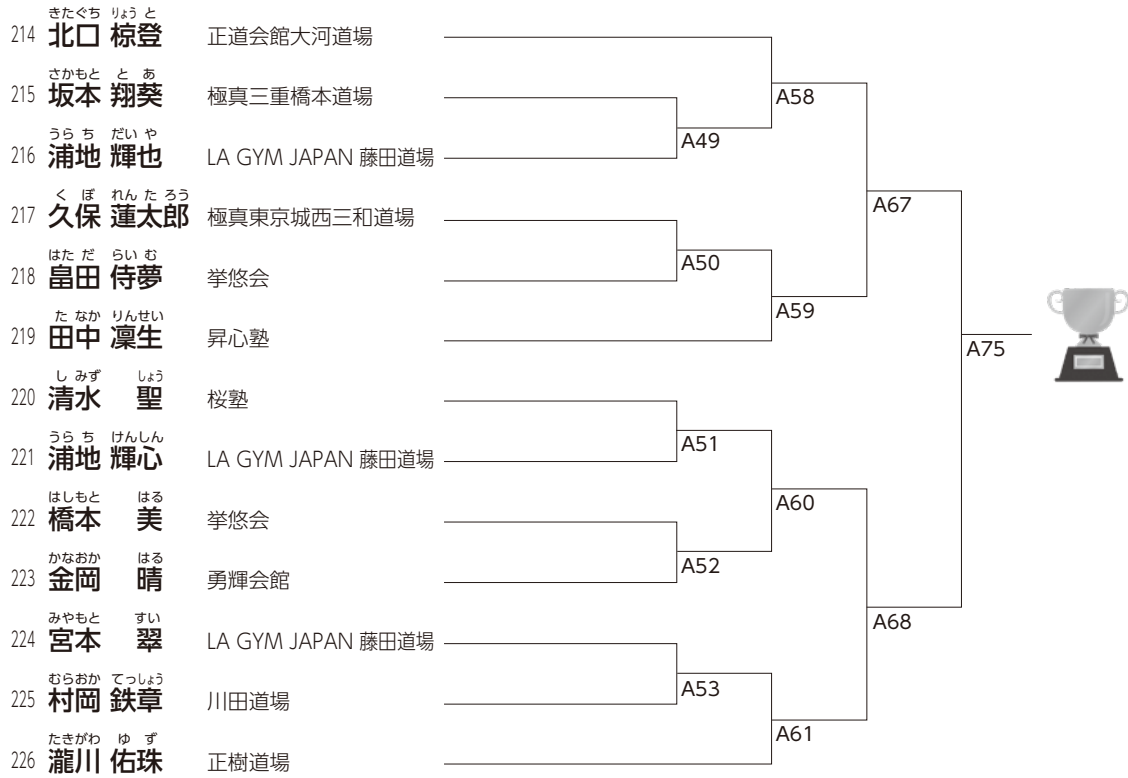 きたぐち りょうと
214 北口 椋登 正道会館大河道場
さかもと とあ
215 坂本 翔葵 極真三重橋本道場
うらち だいや
216 浦地 輝也 LA GYM JAPAN 藤田道場
くぼ れんたろう
217 久保 蓮太郎 極真東京城西三和道場
はただ らいむ
218 畠田 侍夢 挙悠会
たなか りんせい
219 田中 凜生 昇心塾
しみず しょう
220 清水 聖 桜塾
うらち けんしん
221 浦地 輝心 LA GYM JAPAN 藤田道場
はしもと はる
222 橋本 美 挙悠会
かなおか はる
223 金岡 晴 勇輝会館
みやもと すい
224 宮本 翠 LA GYM JAPAN 藤田道場
むらおか てっしょう
225 村岡 鉄章 川田道場
たきがわ ゆず
226 瀧川 佑珠 正樹道場
A49
A50
A51
A52
A53
A58
A59
A60
A61
A67
A68
A75